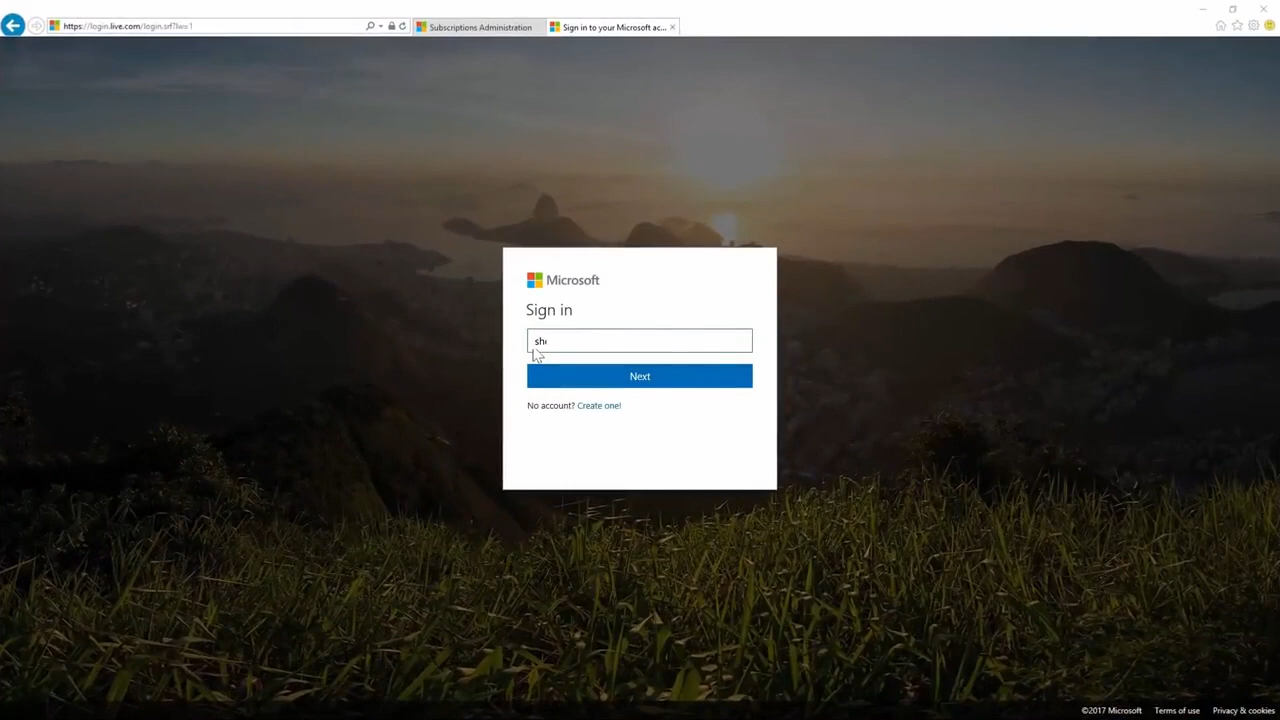 https://login.live.com/login.srf?lw=1
Subscriptions Administration
Sign in to your Microsoft ac...
Microsoft
Sign in
Next
No account? Create one!
©2017 Microsoft
Terms of use
Privacy & cookies